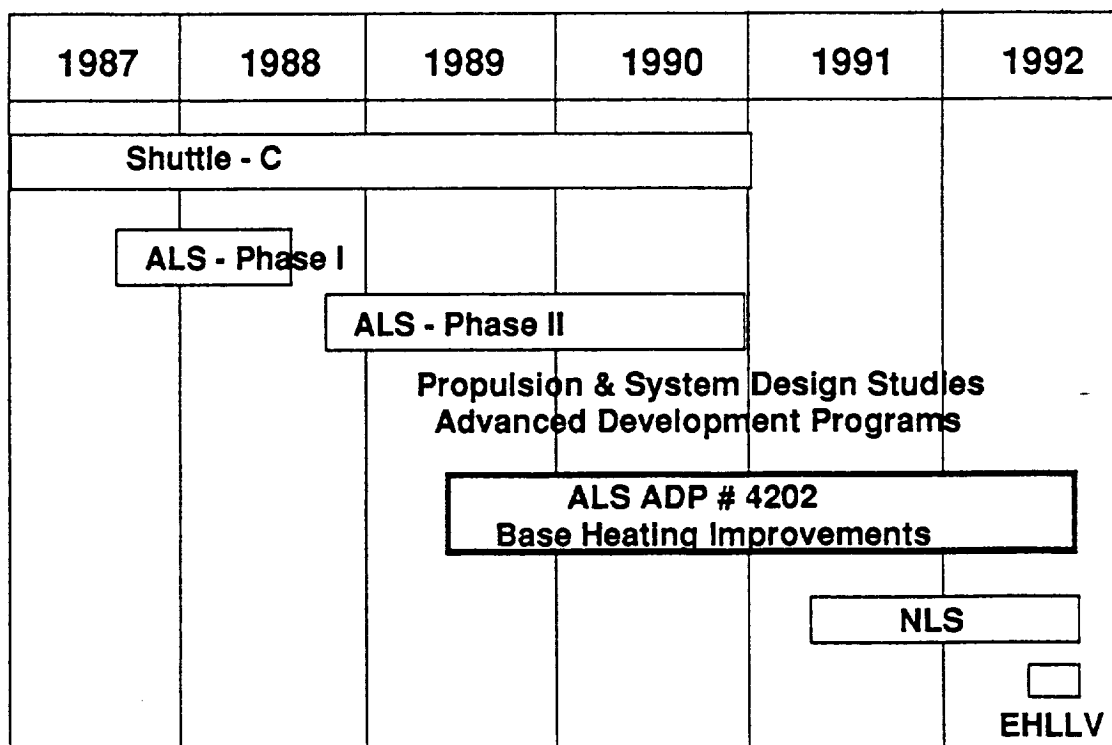 1987 1988 1989 1990 1991 1992
Shuttle - C
ALS - Phase I
ALS - Phase II
Propulsion & System Design Studies
Advanced Development Programs
ALS ADP # 4202
Base Heating Improvements
NLS
EHLLV